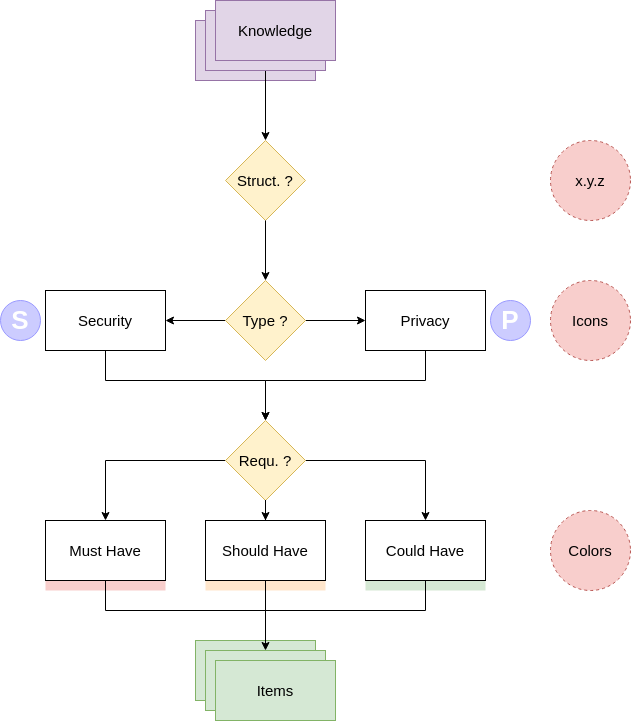 Knowledge
Struct. ?
x.y.z
S
Security
Type ?
Privacy
P
Icons
Requ. ?
Must Have
Should Have
Could Have
Colors
Items